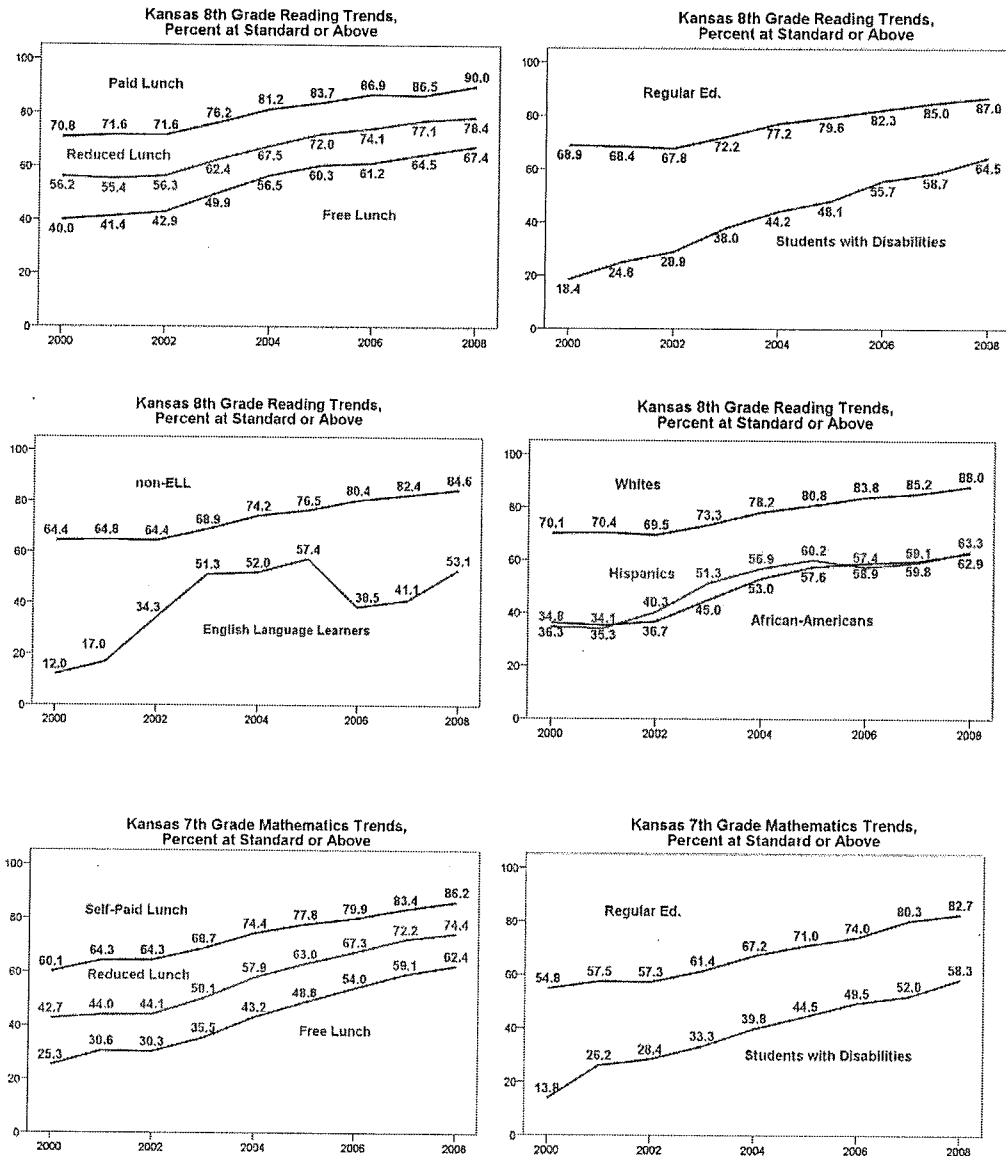 Kansas 8th Grade Reading Trends,
Percent at Standard or Above
100
80
60
40
20
0
Paid Lunch
70.8 71.6 71.6 76.2 81.2 83.7 86.9 86.5 90.0
Reduced Lunch
56.2 55.4 56.3 62.4 67.5 72.0 74.1 77.1 78.4
40.0 41.4 42.9 49.9 56.5 60.3 61.2 64.5 67.4
Free Lunch
2000 2002 2004 2006 2008
Kansas 8th Grade Reading Trends,
Percent at Standard or Above
100
80
60
40
20
0
Regular Ed.
68.9 68.4 67.8 72.2 77.2 79.6 82.3 85.0 87.0
18.4 24.8 28.9 38.0 44.2 48.1 55.7 58.7 64.5
Students with Disabilities
2000 2002 2004 2006 2008
Kansas 8th Grade Reading Trends,
Percent at Standard or Above
100
80
60
40
20
0
non-ELL
64.4 64.8 64.4 68.9 74.2 76.5 80.4 82.4 84.6
12.0 17.0 34.3 51.3 52.0 57.4 38.5 41.1 53.1
English Language Learners
2000 2002 2004 2006 2008
Kansas 8th Grade Reading Trends,
Percent at Standard or Above
100
80
60
40
20
0
Whites
70.1 70.4 69.5 73.3 78.2 80.8 83.8 85.2 88.0
Hispanics
34.8 34.1 40.3 51.3 56.9 60.2 57.4 59.1 63.3
36.3 35.3 36.7 45.0 53.0 57.6 58.9 59.8 62.9
African-Americans
2000 2002 2004 2006 2008
Kansas 7th Grade Mathematics Trends,
Percent at Standard or Above
100
80
60
40
20
0
Self-Paid Lunch
60.1 64.3 64.3 68.7 74.4 77.8 79.9 83.4 86.2
Reduced Lunch
42.7 44.0 44.1 50.1 57.9 63.0 67.3 72.2 74.4
25.3 30.6 30.3 35.5 43.2 48.8 54.0 59.1 62.4
Free Lunch
2000 2002 2004 2006 2008
Kansas 7th Grade Mathematics Trends,
Percent at Standard or Above
100
80
60
40
20
0
Regular Ed.
54.8 57.5 57.3 61.4 67.2 71.0 74.0 80.3 82.7
13.8 26.2 28.4 33.3 39.8 44.5 49.5 52.0 58.3
Students with Disabilities
2000 2002 2004 2006 2008